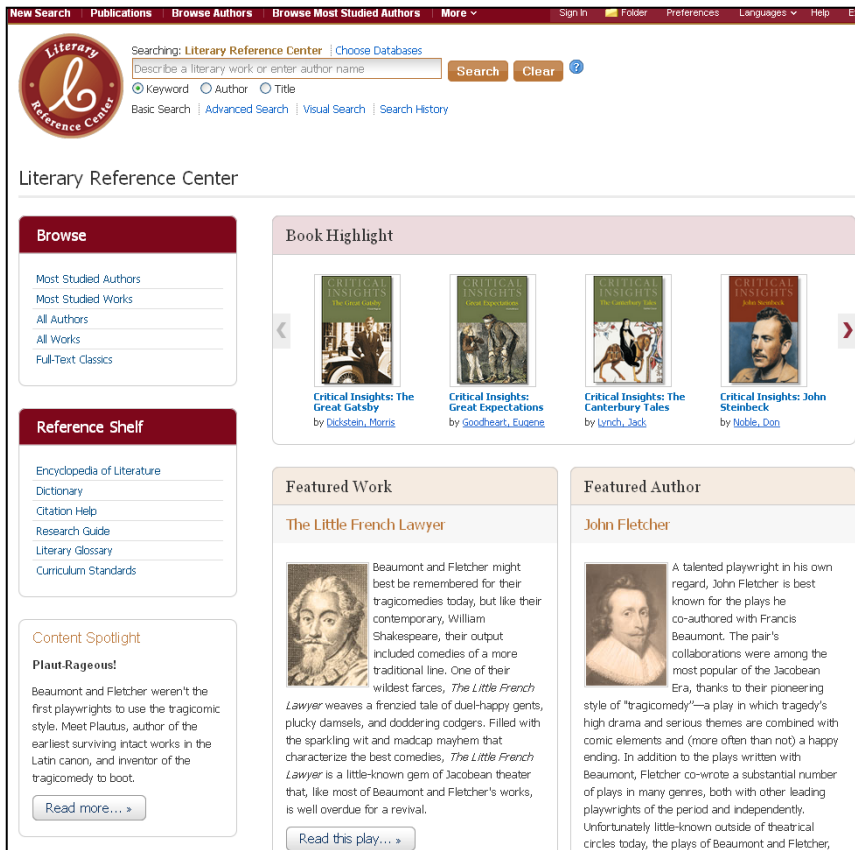 New Search Publications Browse Authors Browse Most Studied Authors More Sign In Folder Preferences Languages Help
Literary Reference Center
Searching: Literary Reference Center Choose Databases
Describe a literary work or enter author name Search Clear ?
Keyword Author Title
Basic Search Advanced Search Visual Search Search History
Literary Reference Center
Browse
Most Studied Authors
Most Studied Works
All Authors
All Works
Full-Text Classics
Reference Shelf
Encyclopedia of Literature
Dictionary
Citation Help
Research Guide
Literary Glossary
Curriculum Standards
Content Spotlight
Plaut-Rageous!
Beaumont and Fletcher weren't the
first playwrights to use the tragicomic
style. Meet Plautus, author of the
earliest surviving intact works in the
Latin canon, and inventor of the
tragicomedy to boot.
Read more... »
Book Highlight
CRITICAL
INSIGHTS
The Great Gatsby
CRITICAL
INSIGHTS
Great Expectations
CRITICAL
INSIGHTS
The Canterbury Tales
CRITICAL
INSIGHTS
John Steinbeck
Critical Insights: The
Great Gatsby
by Dickstein, Morris
Critical Insights:
Great Expectations
by Goodheart, Eugene
Critical Insights: The
Canterbury Tales
by Lynch, Jack
Critical Insights: John
Steinbeck
by Noble, Don
Featured Work
The Little French Lawyer
Beaumont and Fletcher might
best be remembered for their
tragicomedies today, but like their
contemporary, William
Shakespeare, their output
included comedies of a more
traditional line. One of their
wildest farces, The Little French
Lawyer weaves a frenzied tale of duel-happy gents,
plucky damsels, and doddering codgers. Filled with
the sparkling wit and madcap mayhem that
characterize the best comedies, The Little French
Lawyer is a little-known gem of Jacobean theater
that, like most of Beaumont and Fletcher's works,
is well overdue for a revival.
Read this play... »
Featured Author
John Fletcher
A talented playwright in his own
regard, John Fletcher is best
known for the plays he
co-authored with Francis
Beaumont. The pair's
collaborations were among the
most popular of the Jacobean
Era, thanks to their pioneering
style of "tragicomedy"—a play in which tragedy's
high drama and serious themes are combined with
comic elements and (more often than not) a happy
ending. In addition to the plays written with
Beaumont, Fletcher co-wrote a substantial number
of plays in many genres, both with other leading
playwrights of the period and independently.
Unfortunately little-known outside of theatrical
circles today, the plays of Beaumont and Fletcher,